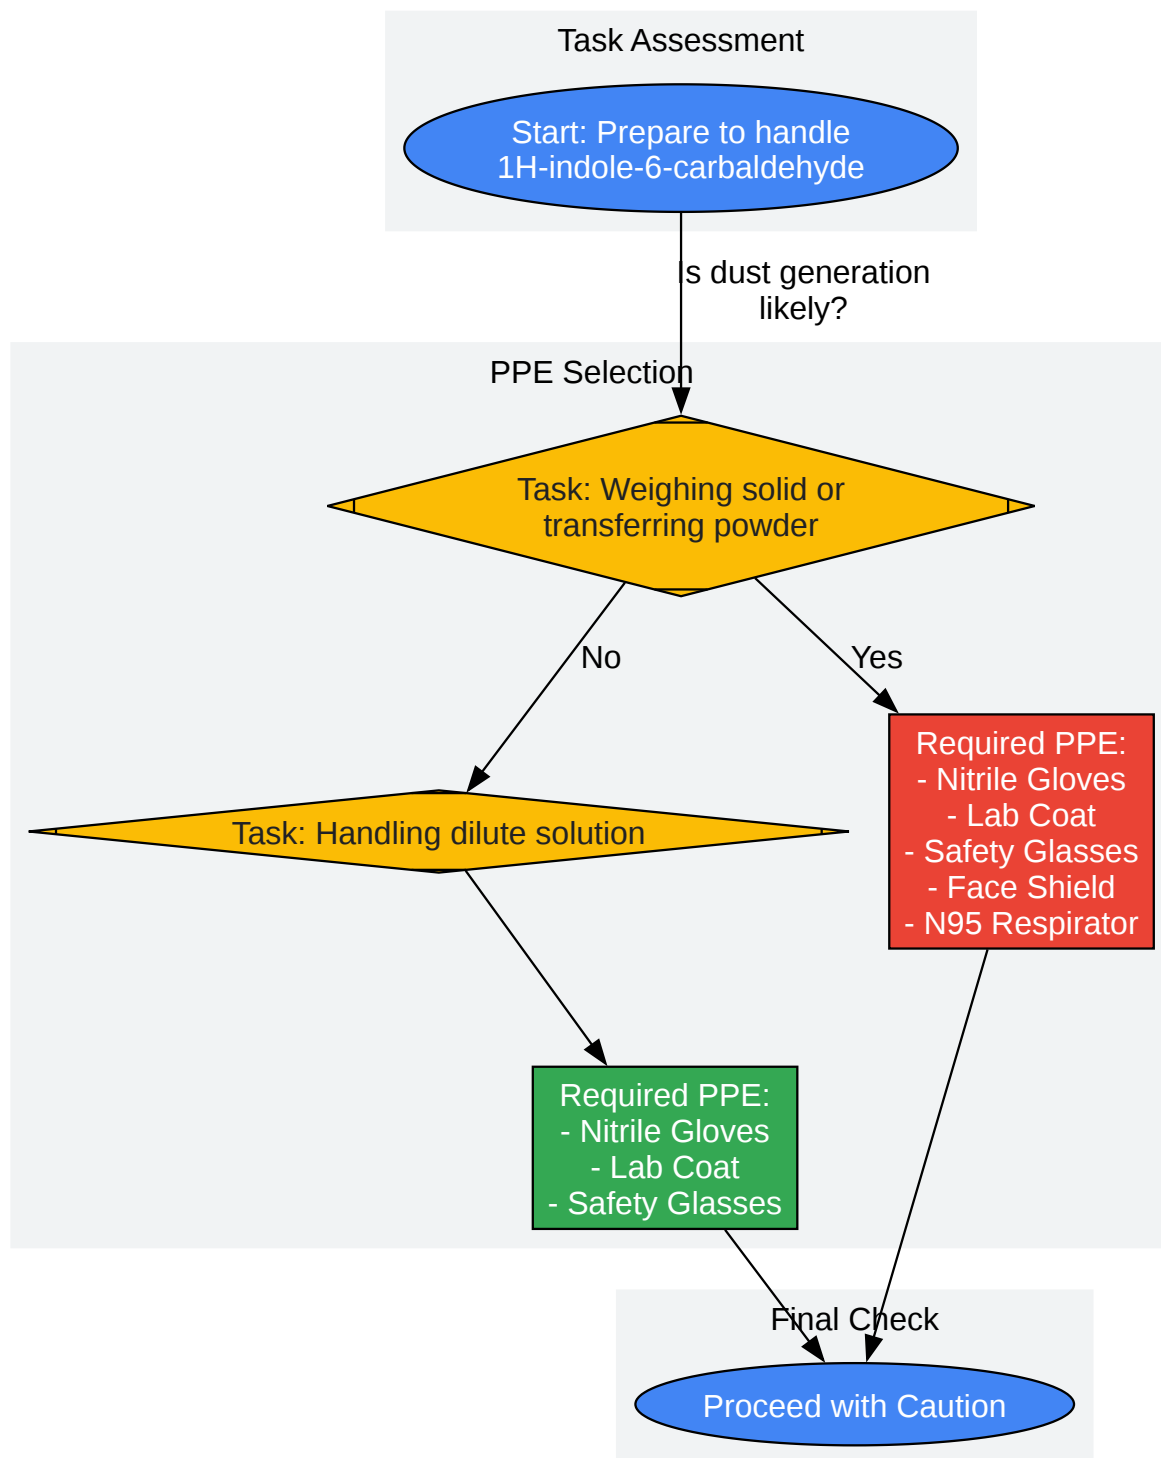 Task Assessment
Start: Prepare to handle
1H-indole-6-carbaldehyde
Is dust generation
likely?
PPE Selection
Task: Weighing solid or
transferring powder
No
Yes
Required PPE:
- Nitrile Gloves
- Lab Coat
- Safety Glasses
- Face Shield
- N95 Respirator
Task: Handling dilute solution
Required PPE:
- Nitrile Gloves
- Lab Coat
- Safety Glasses
Final Check
Proceed with Caution